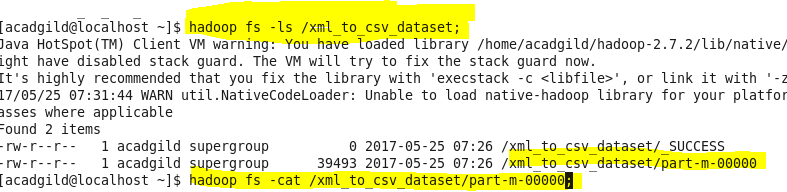 [acadgild@localhost ~]$ hadoop fs -ls /xml_to_csv_dataset;
Java HotSpot(TM) Client VM warning: You have loaded library /home/acadgild/hadoop-2.7.2/lib/native/
ight have disabled stack guard. The VM will try to fix the stack guard now.
It's highly recommended that you fix the library with 'execstack -c <libfile>', or link it with '-z
17/05/25 07:31:44 WARN util.NativeCodeLoader: Unable to load native-hadoop library for your platfor
asses where applicable
Found 2 items
-rw-r--r--   1 acadgild supergroup          0 2017-05-25 07:26 /xml_to_csv_dataset/_SUCCESS
-rw-r--r--   1 acadgild supergroup      39493 2017-05-25 07:26 /xml_to_csv_dataset/part-m-00000
[acadgild@localhost ~]$ hadoop fs -cat /xml_to_csv_dataset/part-m-00000;